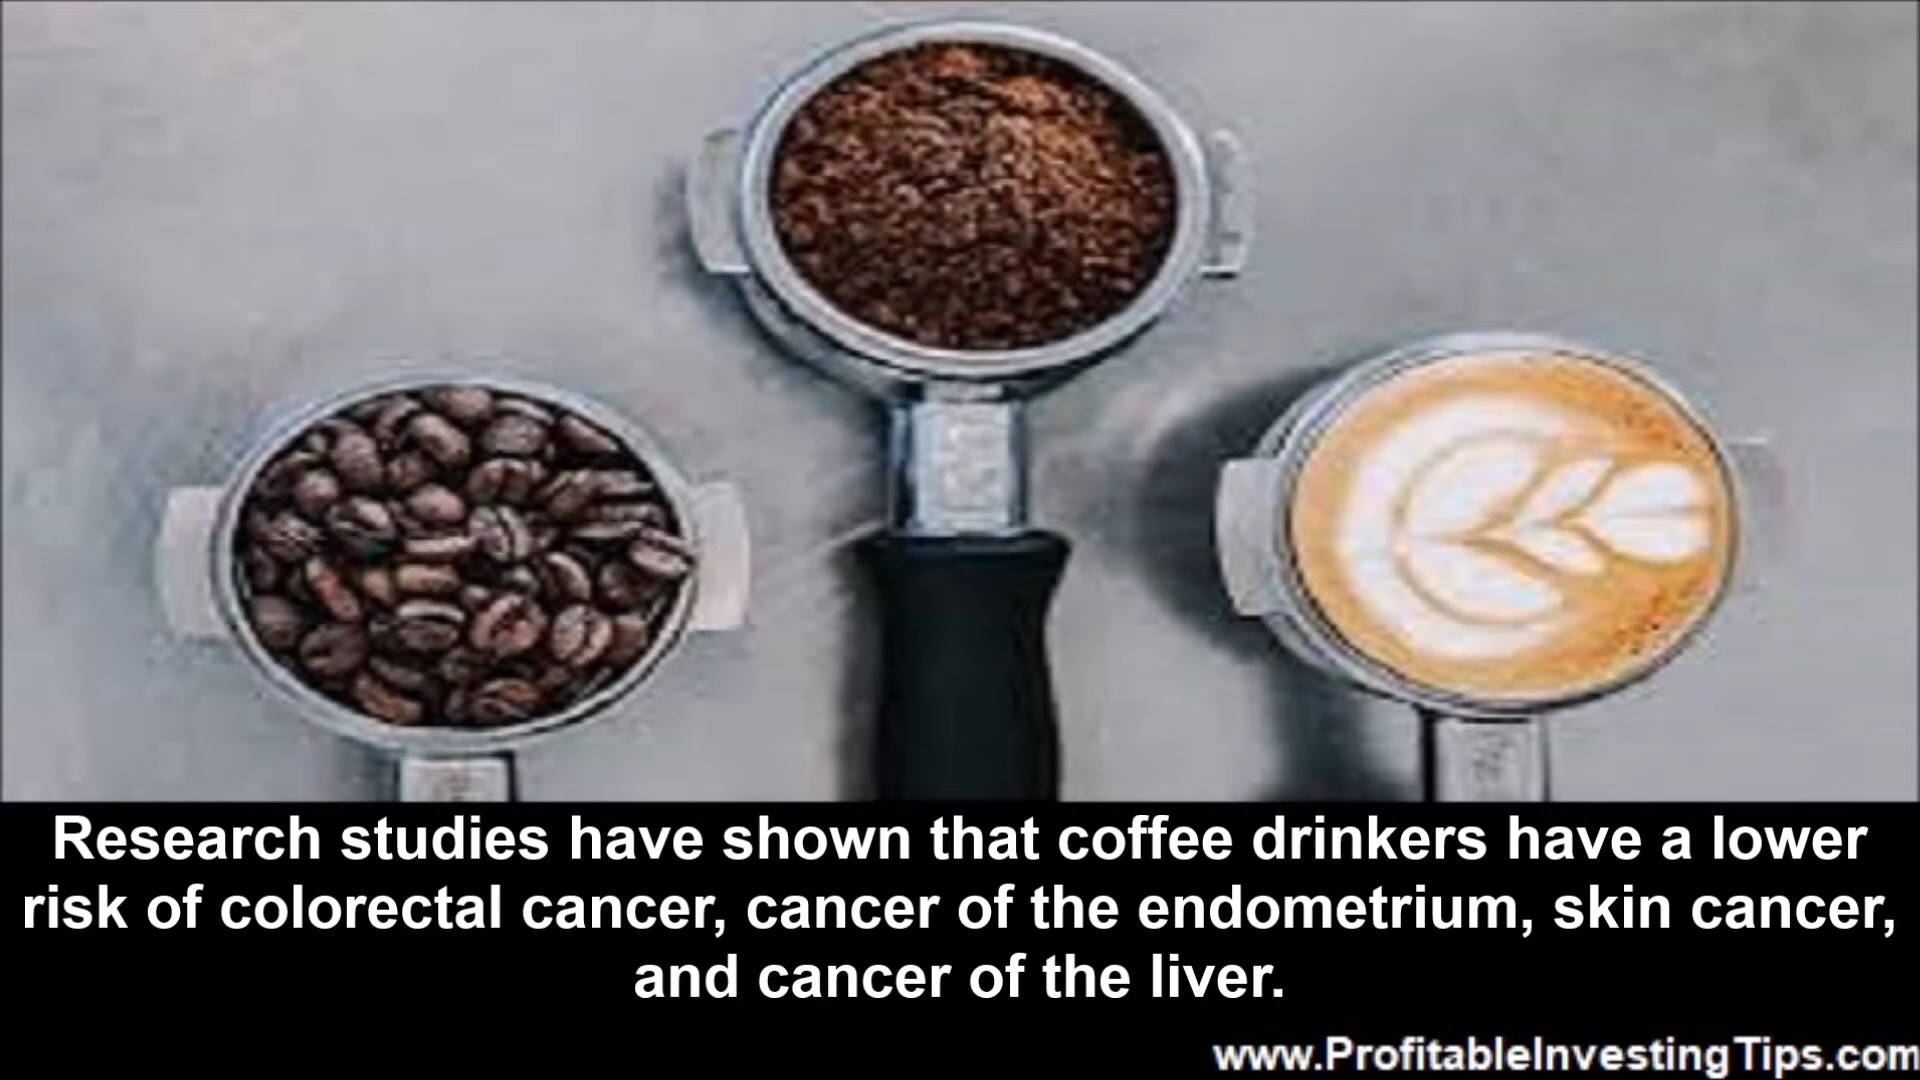 Research studies have shown that coffee drinkers have a lower
risk of colorectal cancer, cancer of the endometrium, skin cancer,
and cancer of the liver.
www.ProfitableInvestingTips.com